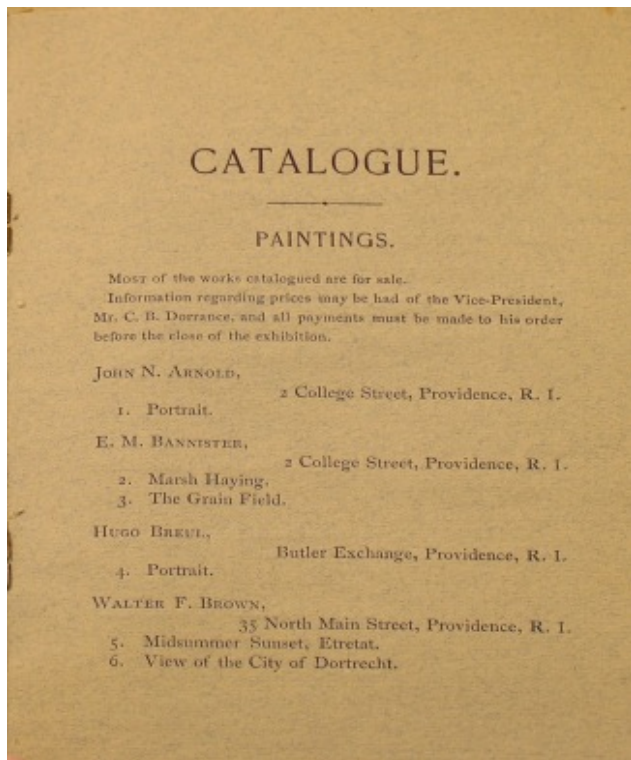 CATALOGUE.
PAINTINGS.
Most of the works catalogued are for sale.
Information regarding prices may be had of the Vice-President,
Mr. C. B. Dorrance, and all payments must be made to his order
before the close of the exhibition.
John N. Arnold,
2 College Street, Providence, R. I.
1. Portrait.
E. M. Bannister,
2 College Street, Providence, R. I.
2. Marsh Haying.
3. The Grain Field.
Hugo Breul,
Butler Exchange, Providence, R. I.
4. Portrait.
Walter F. Brown,
35 North Main Street, Providence, R. I.
5. Midsummer Sunset, Etretat.
6. View of the City of Dortrecht.